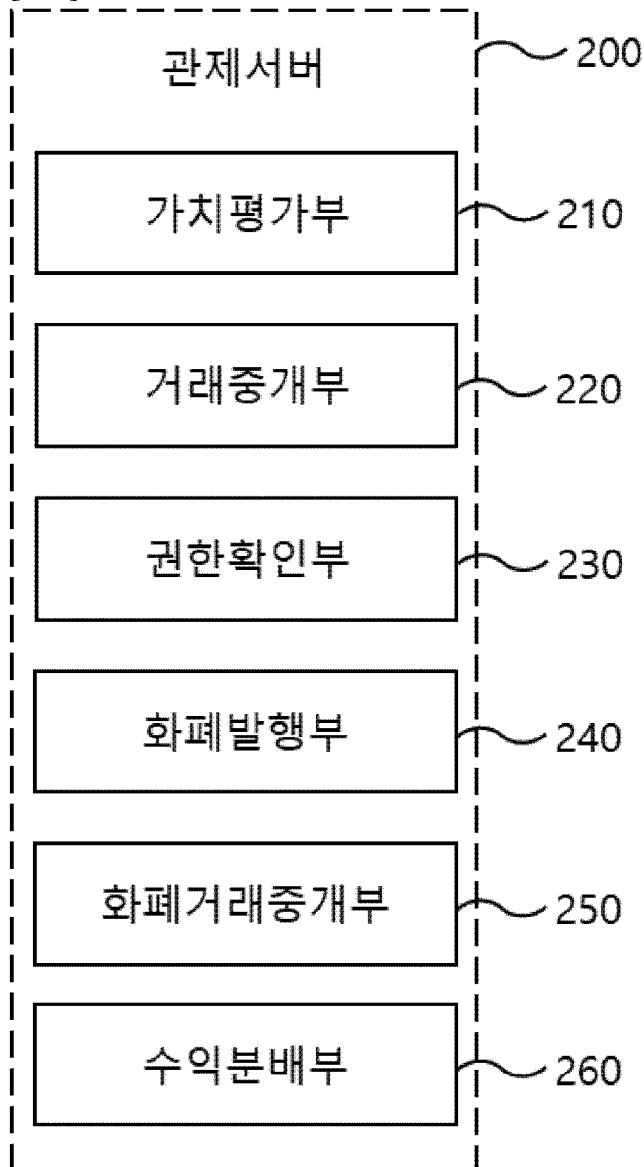 관제서버 200
가치평가부 210
거래중개부 220
권한확인부 230
화폐발행부 240
화폐거래중개부 250
수익분배부 260